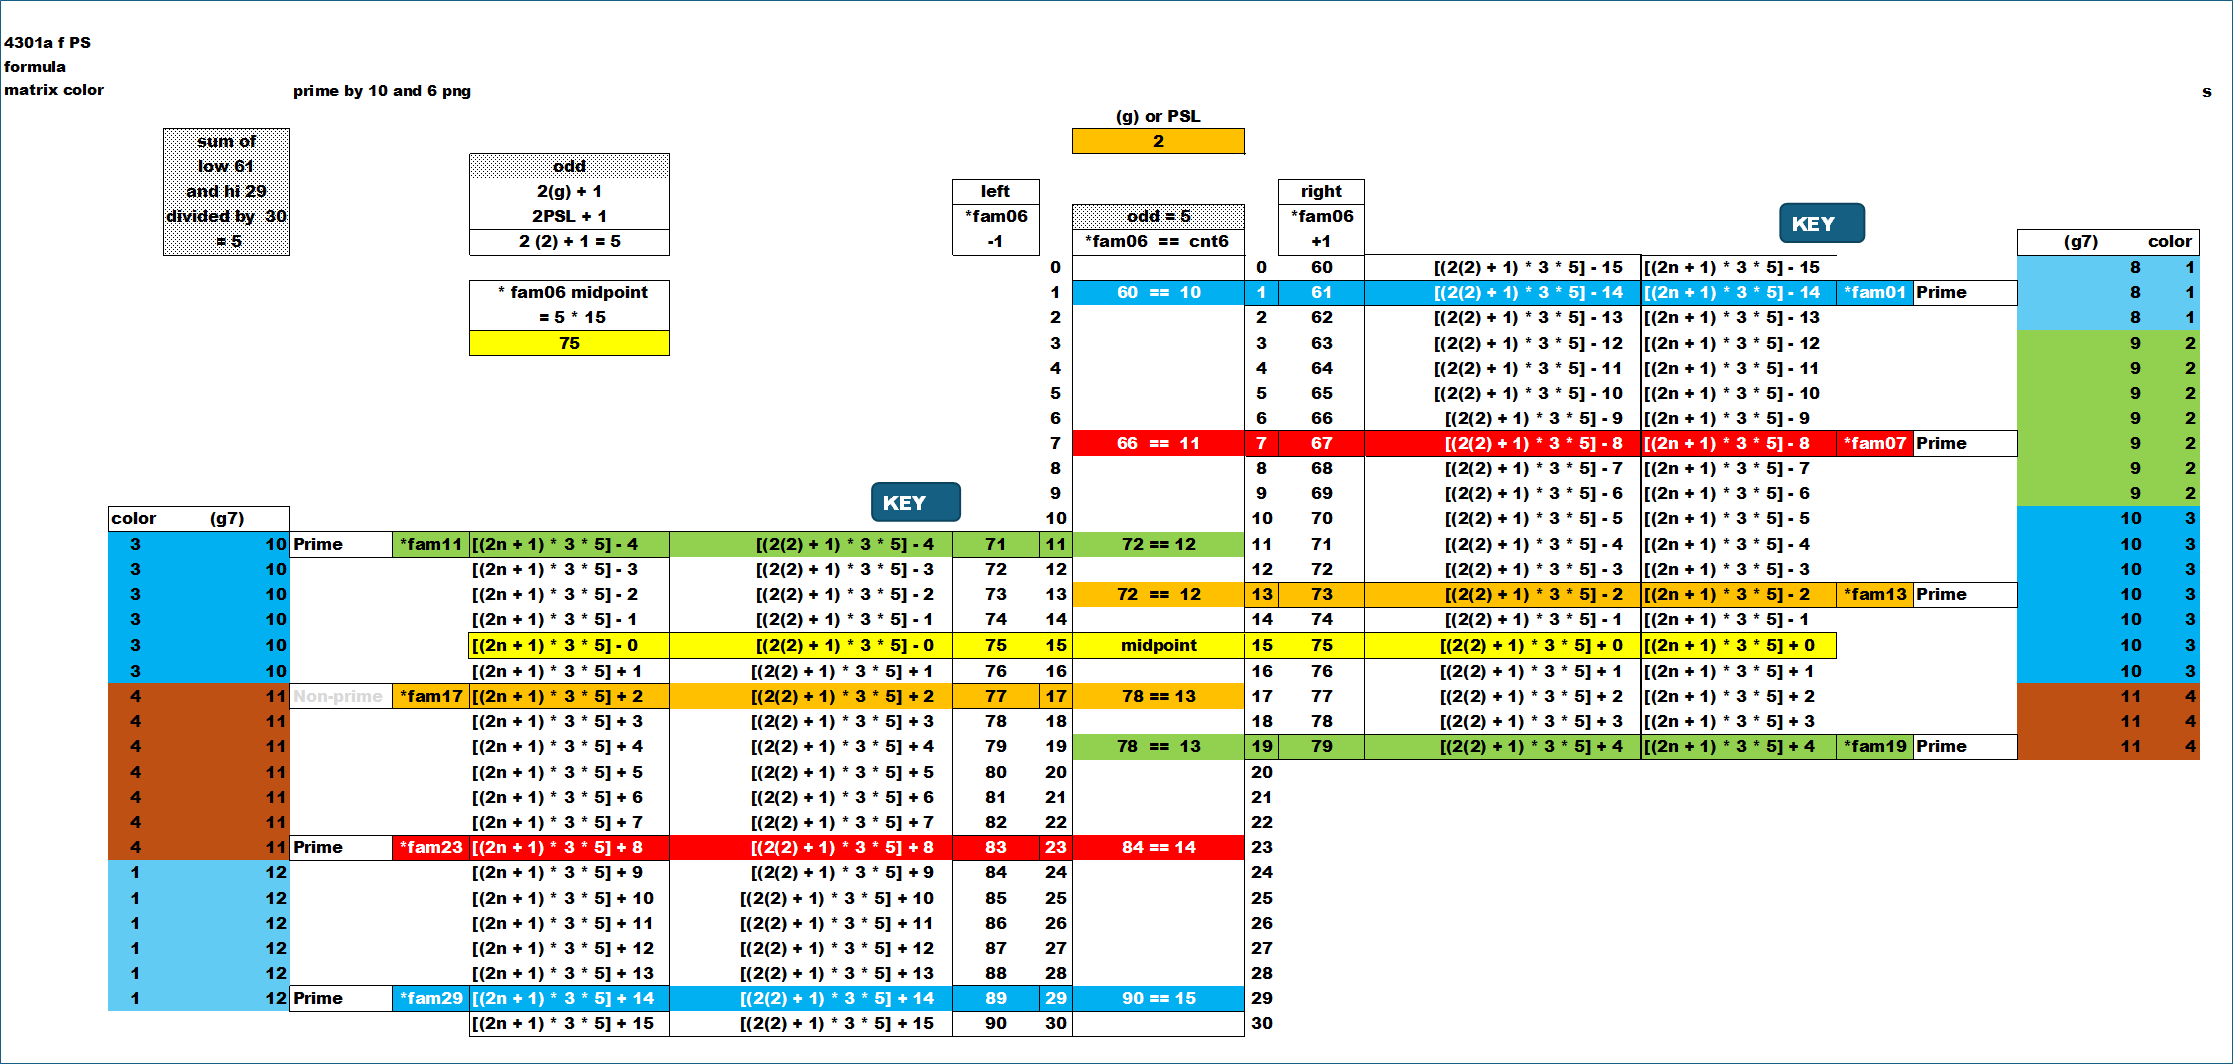 4301a f PS
formula
matrix color prime by 10 and 6 png s
(g) or PSL
sum of 2
low 61 odd
and hi 29 2(g) + 1 left right
divided by 30 2PSL + 1 *fam06 odd = 5 *fam06 KEY
= 5 2 (2) + 1 = 5 -1 *fam06 == cnt6 +1 (g7) color
0 0 60 [(2(2) + 1) * 3 * 5] - 15 [(2n + 1) * 3 * 5] - 15 8 1
* fam06 midpoint 1 60 == 10 1 61 [(2(2) + 1) * 3 * 5] - 14 [(2n + 1) * 3 * 5] - 14 *fam01 Prime 8 1
= 5 * 15 2 2 62 [(2(2) + 1) * 3 * 5] - 13 [(2n + 1) * 3 * 5] - 13 8 1
75 3 3 63 [(2(2) + 1) * 3 * 5] - 12 [(2n + 1) * 3 * 5] - 12 9 2
4 4 64 [(2(2) + 1) * 3 * 5] - 11 [(2n + 1) * 3 * 5] - 11 9 2
5 5 65 [(2(2) + 1) * 3 * 5] - 10 [(2n + 1) * 3 * 5] - 10 9 2
6 6 66 [(2(2) + 1) * 3 * 5] - 9 [(2n + 1) * 3 * 5] - 9 9 2
7 66 == 11 7 67 [(2(2) + 1) * 3 * 5] - 8 [(2n + 1) * 3 * 5] - 8 *fam07 Prime 9 2
8 8 68 [(2(2) + 1) * 3 * 5] - 7 [(2n + 1) * 3 * 5] - 7 9 2
KEY 9 9 69 [(2(2) + 1) * 3 * 5] - 6 [(2n + 1) * 3 * 5] - 6 9 2
color (g7) 10 10 70 [(2(2) + 1) * 3 * 5] - 5 [(2n + 1) * 3 * 5] - 5 10 3
3 10 Prime *fam11 [(2n + 1) * 3 * 5] - 4 [(2(2) + 1) * 3 * 5] - 4 71 11 72 == 12 11 71 [(2(2) + 1) * 3 * 5] - 4 [(2n + 1) * 3 * 5] - 4 10 3
3 10 [(2n + 1) * 3 * 5] - 3 [(2(2) + 1) * 3 * 5] - 3 72 12 12 72 [(2(2) + 1) * 3 * 5] - 3 [(2n + 1) * 3 * 5] - 3 10 3
3 10 [(2n + 1) * 3 * 5] - 2 [(2(2) + 1) * 3 * 5] - 2 73 13 72 == 12 13 73 [(2(2) + 1) * 3 * 5] - 2 [(2n + 1) * 3 * 5] - 2 *fam13 Prime 10 3
3 10 [(2n + 1) * 3 * 5] - 1 [(2(2) + 1) * 3 * 5] - 1 74 14 14 74 [(2(2) + 1) * 3 * 5] - 1 [(2n + 1) * 3 * 5] - 1 10 3
3 10 [(2n + 1) * 3 * 5] - 0 [(2(2) + 1) * 3 * 5] - 0 75 15 midpoint 15 75 [(2(2) + 1) * 3 * 5] + 0 [(2n + 1) * 3 * 5] + 0 10 3
3 10 [(2n + 1) * 3 * 5] + 1 [(2(2) + 1) * 3 * 5] + 1 76 16 16 76 [(2(2) + 1) * 3 * 5] + 1 [(2n + 1) * 3 * 5] + 1 10 3
4 11 Non-prime *fam17 [(2n + 1) * 3 * 5] + 2 [(2(2) + 1) * 3 * 5] + 2 77 17 78 == 13 17 77 [(2(2) + 1) * 3 * 5] + 2 [(2n + 1) * 3 * 5] + 2 11 4
4 11 [(2n + 1) * 3 * 5] + 3 [(2(2) + 1) * 3 * 5] + 3 78 18 18 78 [(2(2) + 1) * 3 * 5] + 3 [(2n + 1) * 3 * 5] + 3 11 4
4 11 [(2n + 1) * 3 * 5] + 4 [(2(2) + 1) * 3 * 5] + 4 79 19 78 == 13 19 79 [(2(2) + 1) * 3 * 5] + 4 [(2n + 1) * 3 * 5] + 4 *fam19 Prime 11 4
4 11 [(2n + 1) * 3 * 5] + 5 [(2(2) + 1) * 3 * 5] + 5 80 20 20
4 11 [(2n + 1) * 3 * 5] + 6 [(2(2) + 1) * 3 * 5] + 6 81 21 21
4 11 [(2n + 1) * 3 * 5] + 7 [(2(2) + 1) * 3 * 5] + 7 82 22 22
4 11 Prime *fam23 [(2n + 1) * 3 * 5] + 8 [(2(2) + 1) * 3 * 5] + 8 83 23 84 == 14 23
1 12 [(2n + 1) * 3 * 5] + 9 [(2(2) + 1) * 3 * 5] + 9 84 24 24
1 12 [(2n + 1) * 3 * 5] + 10 [(2(2) + 1) * 3 * 5] + 10 85 25 25
1 12 [(2n + 1) * 3 * 5] + 11 [(2(2) + 1) * 3 * 5] + 11 86 26 26
1 12 [(2n + 1) * 3 * 5] + 12 [(2(2) + 1) * 3 * 5] + 12 87 27 27
1 12 [(2n + 1) * 3 * 5] + 13 [(2(2) + 1) * 3 * 5] + 13 88 28 28
1 12 Prime *fam29 [(2n + 1) * 3 * 5] + 14 [(2(2) + 1) * 3 * 5] + 14 89 29 90 == 15 29
[(2n + 1) * 3 * 5] + 15 [(2(2) + 1) * 3 * 5] + 15 90 30 30